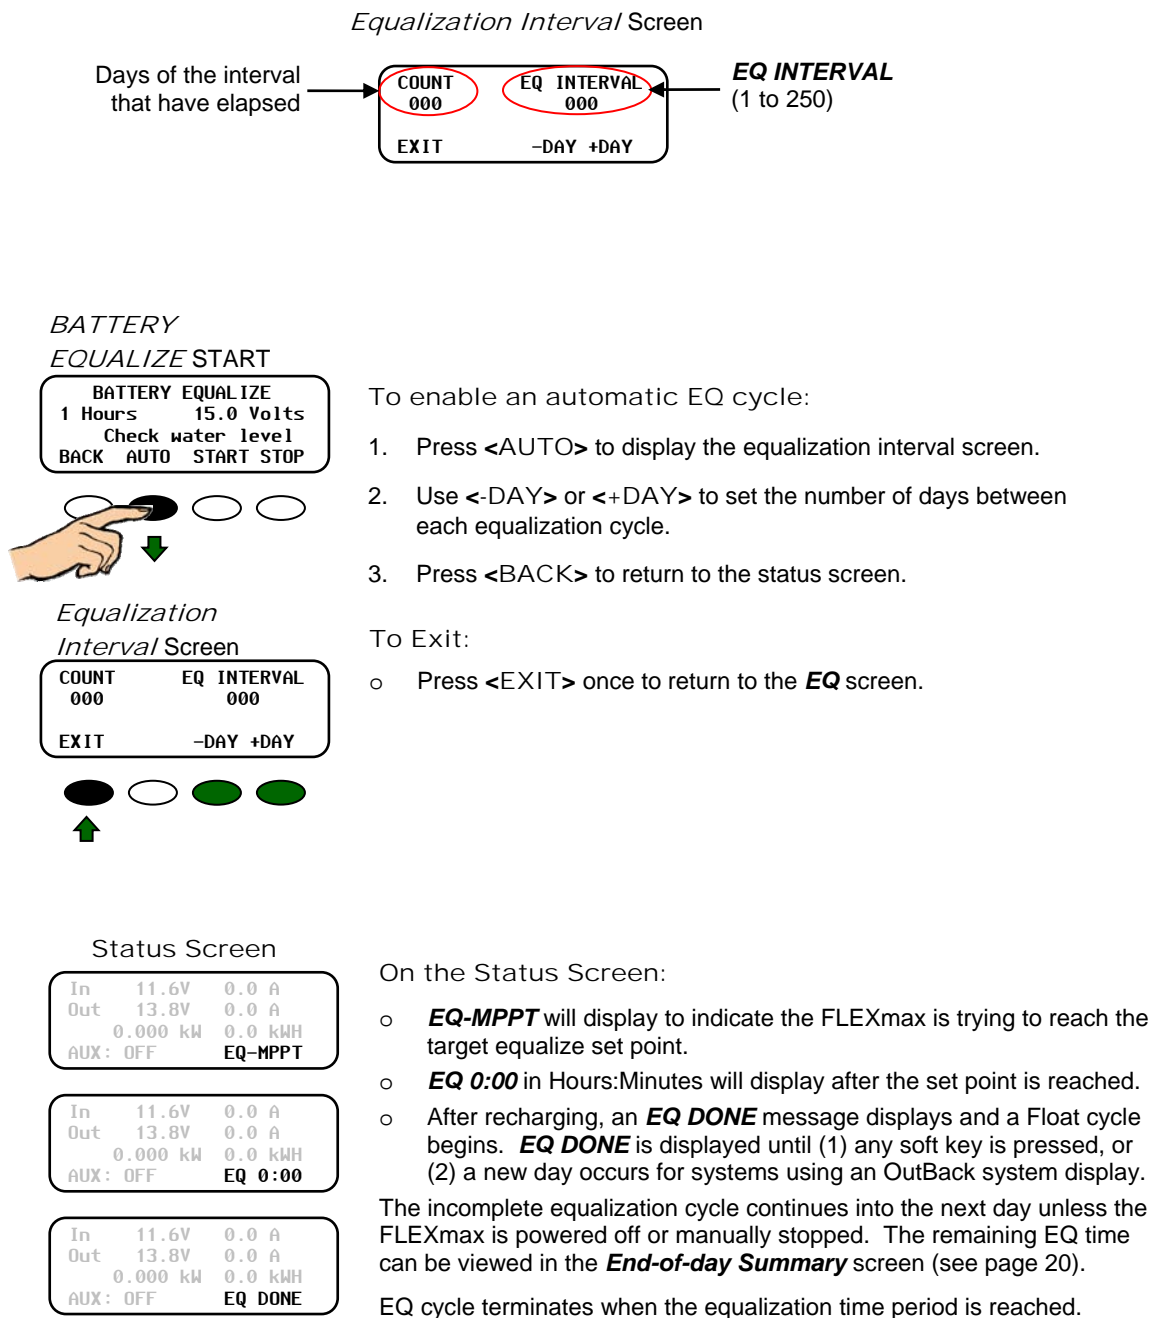 Equalization Interval Screen
Days of the interval
that have elapsed
COUNT EQ INTERVAL
000 000
EXIT -DAY +DAY
EQ INTERVAL
(1 to 250)
BATTERY
EQUALIZE START
BATTERY EQUALIZE
1 Hours 15.0 Volts
Check water level
BACK AUTO START STOP
To enable an automatic EQ cycle:
1. Press <AUTO> to display the equalization interval screen.
2. Use <-DAY> or <+DAY> to set the number of days between
each equalization cycle.
3. Press <BACK> to return to the status screen.
Equalization
Interval Screen
COUNT EQ INTERVAL
000 000
EXIT -DAY +DAY
To Exit:
o Press <EXIT> once to return to the EQ screen.
Status Screen
In 11.6V 0.0 A
Out 13.8V 0.0 A
0.000 kW 0.0 kWH
AUX: OFF EQ-MPPT
In 11.6V 0.0 A
Out 13.8V 0.0 A
0.000 kW 0.0 kWH
AUX: OFF EQ 0:00
In 11.6V 0.0 A
Out 13.8V 0.0 A
0.000 kW 0.0 kWH
AUX: OFF EQ DONE
On the Status Screen:
o EQ-MPPT will display to indicate the FLEXmax is trying to reach the
target equalize set point.
o EQ 0:00 in Hours:Minutes will display after the set point is reached.
o After recharging, an EQ DONE message displays and a Float cycle
begins. EQ DONE is displayed until (1) any soft key is pressed, or
(2) a new day occurs for systems using an OutBack system display.
The incomplete equalization cycle continues into the next day unless the
FLEXmax is powered off or manually stopped. The remaining EQ time
can be viewed in the End-of-day Summary screen (see page 20).
EQ cycle terminates when the equalization time period is reached.